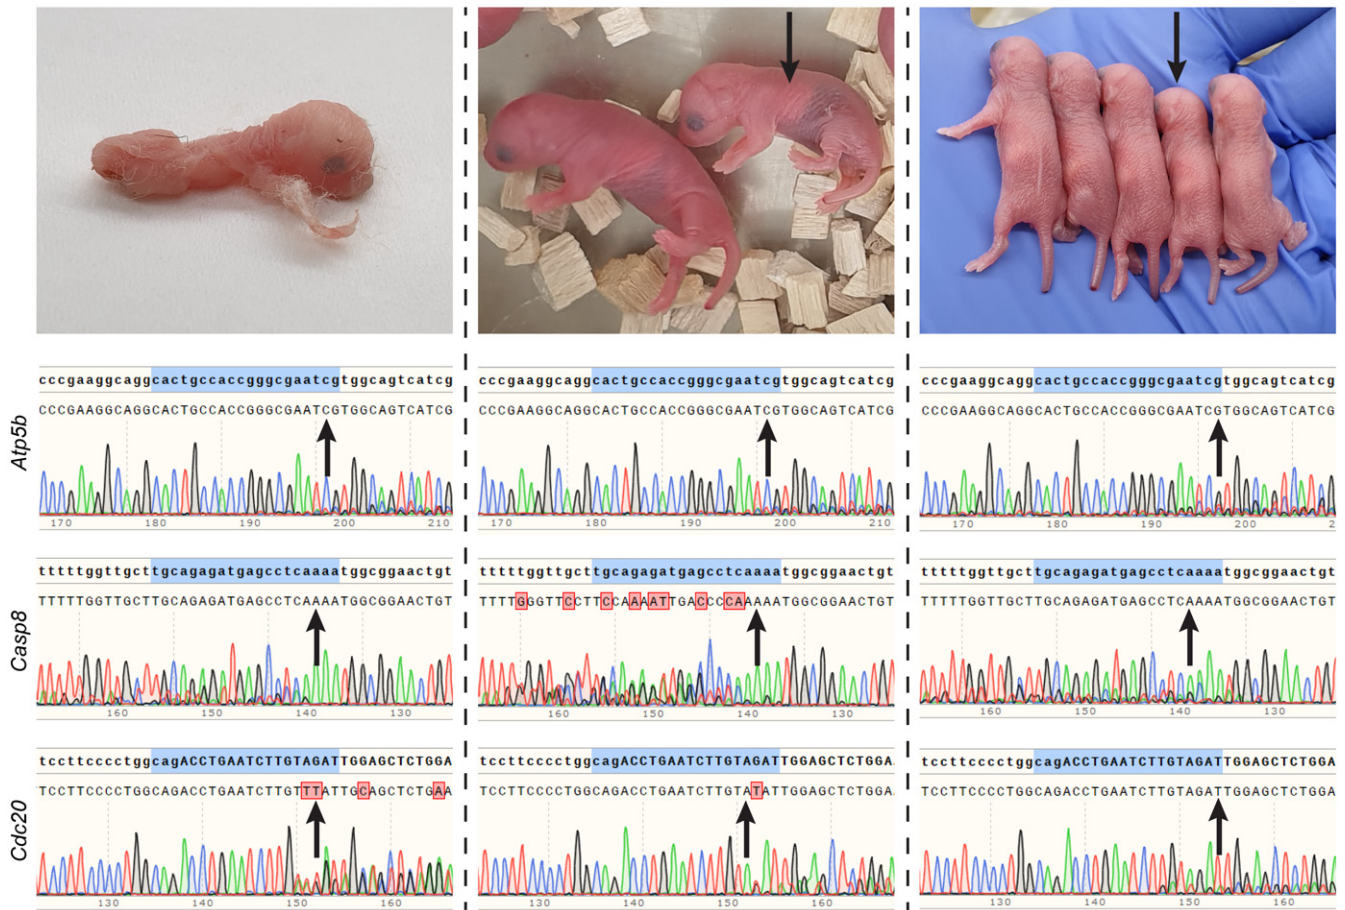 Atp5b
cccgaaggcaggcactgccaccgggcgaatcgtggcagtcatcg
CCCGAAGGCAGGCACTGCCACCGGGCGAATCGTGGCAGTCATCG
170 180 190 200 210
cccgaaggcaggcactgccaccgggcgaatcgtggcagtcatcg
CCCGAAGGCAGGCACTGCCACCGGGCGAATCGTGGCAGTCATCG
170 180 190 200 210
cccgaaggcaggcactgccaccgggcgaatcgtggcagtcatcg
CCCGAAGGCAGGCACTGCCACCGGGCGAATCGTGGCAGTCATCG
170 180 190 200 2
Casp8
tttttggttgcttgcagagatgagcctcaaaatggcggaactgt
TTTTTGGTTGCTTGCAGAGATGAGCCTCAAAATGGCGGAACTGT
160 150 140 130
tttttggttgcttgcagagatgagcctcaaaatggcggaactgt
TTTTGGGTTCCTTCCAAAATTGACCCCAAAAATGGCGGAACTGT
160 150 140 130
tttttggttgcttgcagagatgagcctcaaaatggcggaactgt
TTTTTGGTTGCTTGCAGAGATGAGCCTCAAAATGGCGGAACTGT
160 150 140 130
Cdc20
tccttcccctggcagACCTGAATCTTGTAGATTGGAGCTCTGGA
TCCTTCCCCTGGCAGACCTGAATCTTGTTTATTGCAGCTCTGAA
130 140 150 160
tccttcccctggcagACCTGAATCTTGTAGATTGGAGCTCTGGA
TCCTTCCCCTGGCAGACCTGAATCTTGTATATTGGAGCTCTGGA
130 140 150 160
tccttcccctggcagACCTGAATCTTGTAGATTGGAGCTCTGGA
TCCTTCCCCTGGCAGACCTGAATCTTGTAGATTGGAGCTCTGGA
130 140 150 160